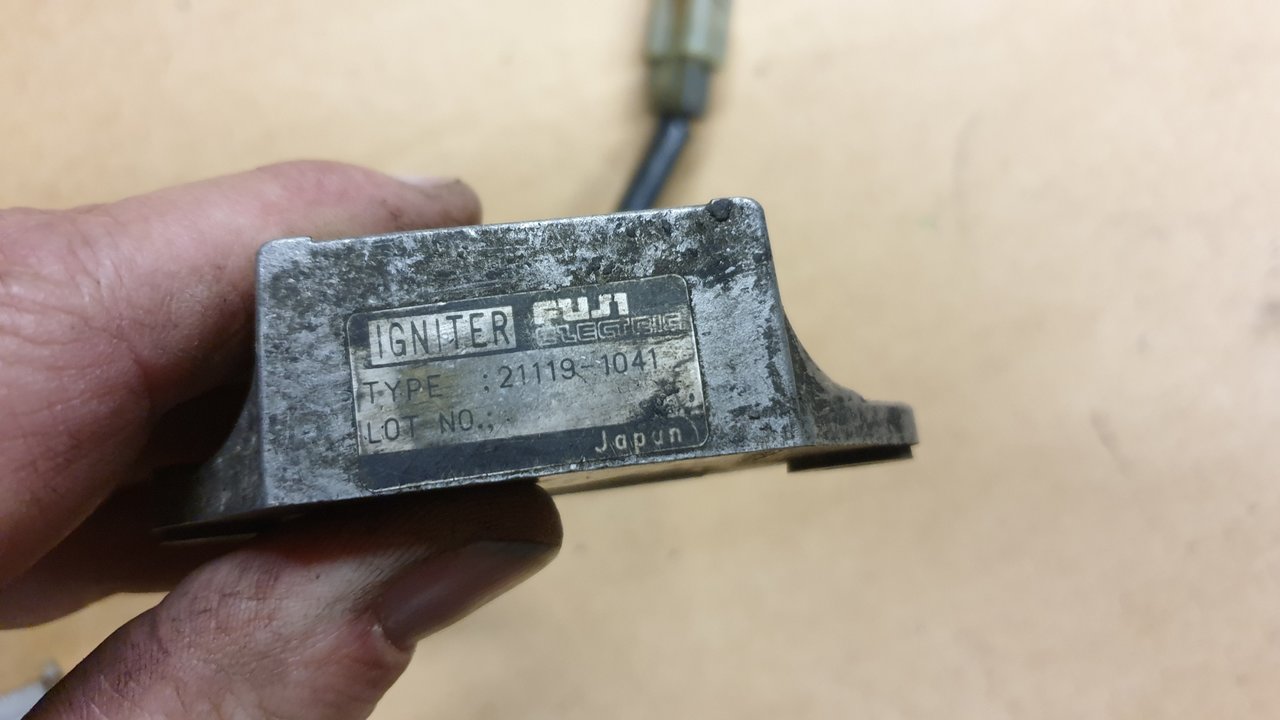 IGNITER FUJI ELECTRIC
TYPE : 21119-1041
LOT NO.;
Japan